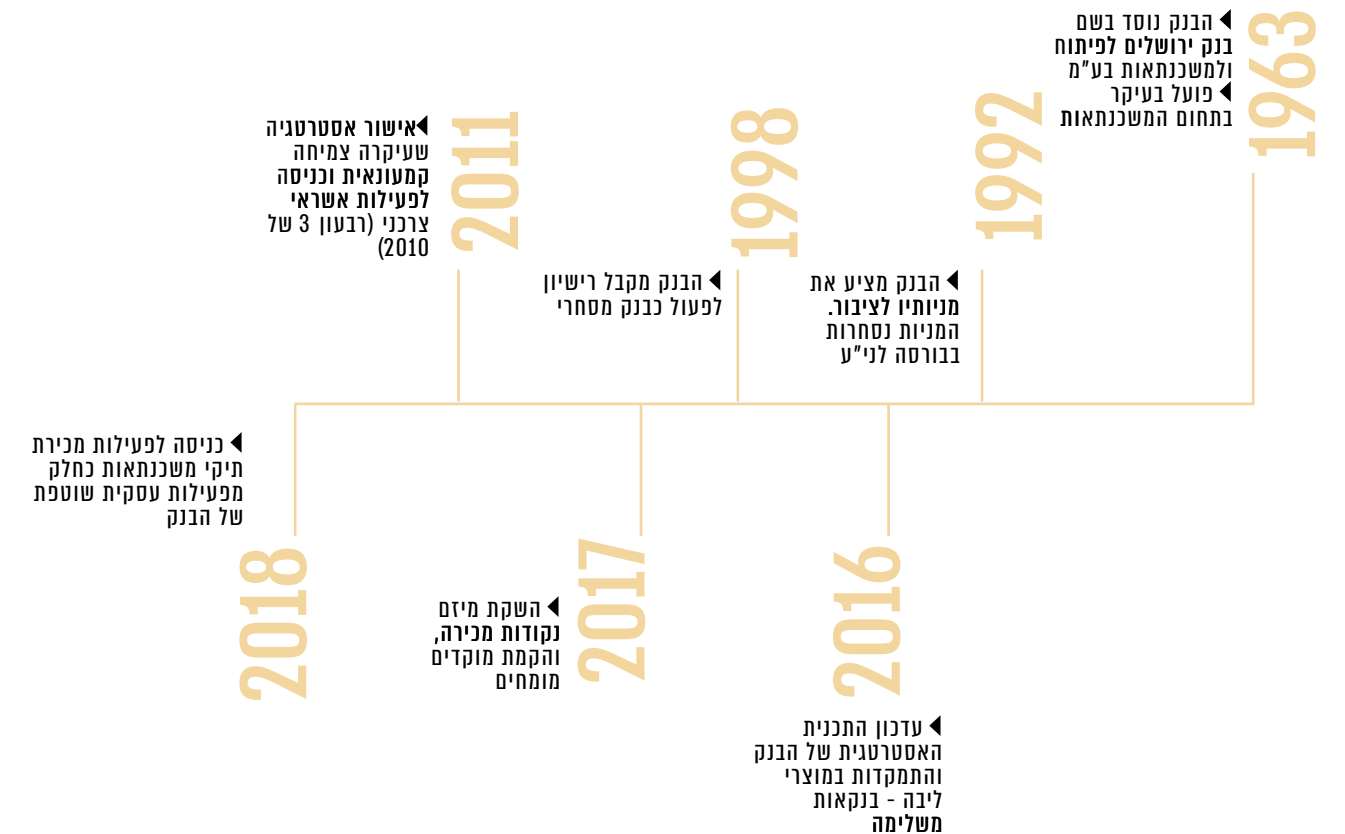 1963
◀ הבנק נוסד בשם
בנק ירושלים לפיתוח
ולמשכנתאות בע"מ
◀ פועל בעיקר
בתחום המשכנתאות
1992
◀ הבנק מציע את
מניותיו לציבור.
המניות נסחרות
בבורסה לני"ע
1998
◀ הבנק מקבל רישיון
לפעול כבנק מסחרי
2011
◀אישור אסטרטגיה
שעיקרה צמיחה
קמעונאית וכניסה
לפעילות אשראי
צרכני (רבעון 3 של
2010)
2016
◀ עדכון התכנית
האסטרטגית של הבנק
והתמקדות במוצרי
ליבה - בנקאות
משלימה
2017
◀ השקת מיזם
נקודות מכירה,
והקמת מוקדים
מומחים
2018
◀ כניסה לפעילות מכירת
תיקי משכנתאות כחלק
מפעילות עסקית שוטפת
של הבנק